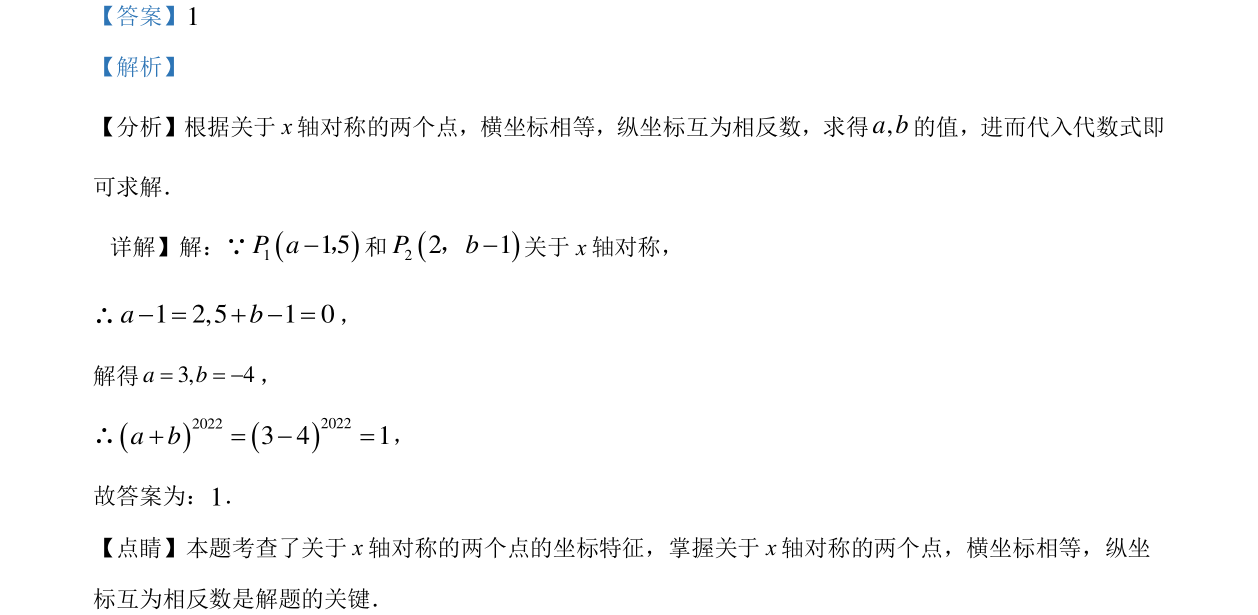 【答案】1
【解析】
【分析】根据关于 x 轴对称的两个点，横坐标相等，纵坐标互为相反数，求得 a,b 的值，进而代入代数式即
可求解．
详解】解：∵ P₁(a−1,5) 和 P₂(2，b−1) 关于 x 轴对称，
∴ a−1=2,5+b−1=0，
解得 a=3,b=−4，
∴ (a+b)²⁰²² =(3−4)²⁰²² =1，
故答案为：1．
【点睛】本题考查了关于 x 轴对称的两个点的坐标特征，掌握关于 x 轴对称的两个点，横坐标相等，纵坐
标互为相反数是解题的关键．